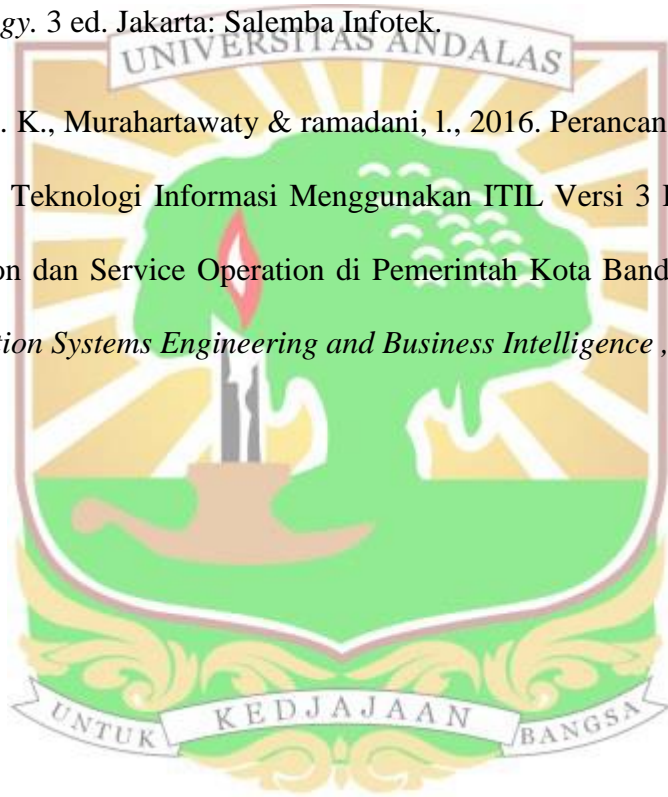 gy. 3 ed. Jakarta: Salemba Infotek.
UNIVERSITAS ANDALAS
. K., Murahartawaty & ramadani, l., 2016. Perancan
Teknologi Informasi Menggunakan ITIL Versi 3
on dan Service Operation di Pemerintah Kota Band
tion Systems Engineering and Business Intelligence ,
UNTUK KEDJAJAAN BANGSA